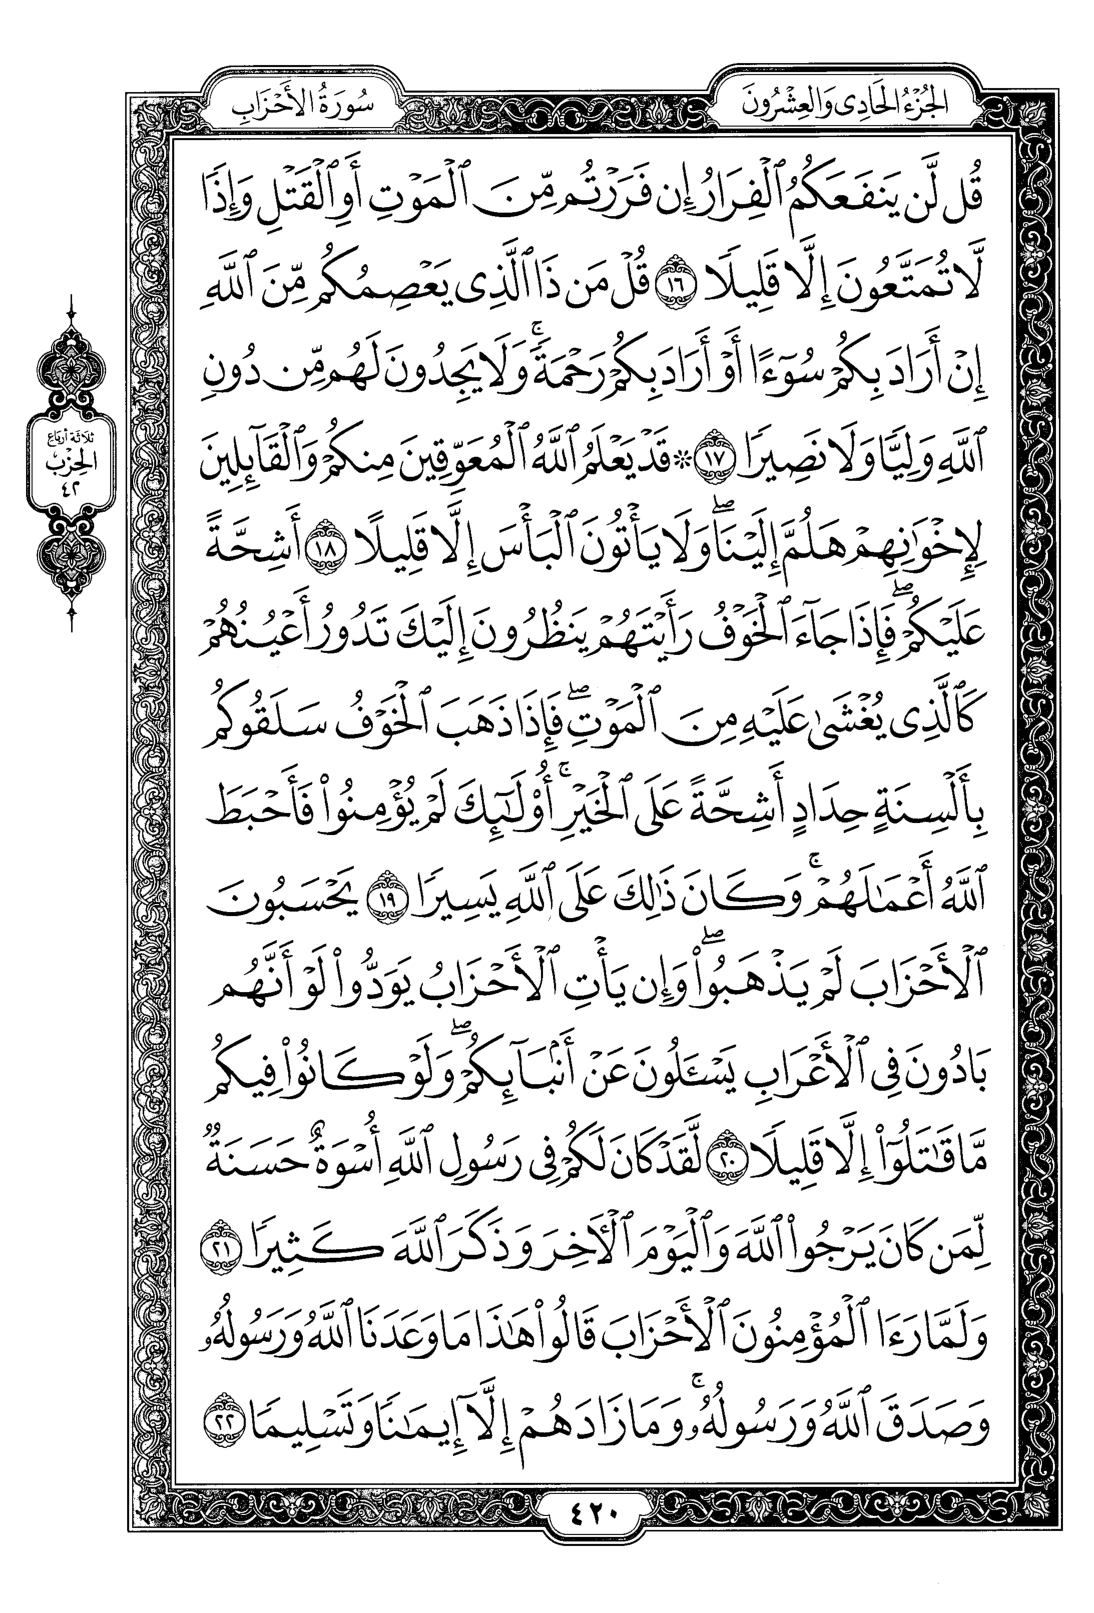 الجُزْءُ الحَادِي وَالعِشْرُونَ
سُورَةُ الأَحْزَابِ
قُل لَّن يَنفَعَكُمُ ٱلْفِرَارُ إِن فَرَرْتُم مِّنَ ٱلْمَوْتِ أَوِ ٱلْقَتْلِ وَإِذًا
لَّا تُمَتَّعُونَ إِلَّا قَلِيلًا ١٦ قُلْ مَن ذَا ٱلَّذِى يَعْصِمُكُم مِّنَ ٱللَّهِ
إِنْ أَرَادَ بِكُمْ سُوٓءًا أَوْ أَرَادَ بِكُمْ رَحْمَةً ۚ وَلَا يَجِدُونَ لَهُم مِّن دُونِ
ٱللَّهِ وَلِيًّا وَلَا نَصِيرًا ١٧ * قَدْ يَعْلَمُ ٱللَّهُ ٱلْمُعَوِّقِينَ مِنكُمْ وَٱلْقَآئِلِينَ
لِإِخْوَٰنِهِمْ هَلُمَّ إِلَيْنَا ۖ وَلَا يَأْتُونَ ٱلْبَأْسَ إِلَّا قَلِيلًا ١٨ أَشِحَّةً
عَلَيْكُمْ ۖ فَإِذَا جَآءَ ٱلْخَوْفُ رَأَيْتَهُمْ يَنظُرُونَ إِلَيْكَ تَدُورُ أَعْيُنُهُمْ
كَٱلَّذِى يُغْشَىٰ عَلَيْهِ مِنَ ٱلْمَوْتِ ۖ فَإِذَا ذَهَبَ ٱلْخَوْفُ سَلَقُوكُم
بِأَلْسِنَةٍ حِدَادٍ أَشِحَّةً عَلَى ٱلْخَيْرِ ۚ أُو۟لَـٰٓئِكَ لَمْ يُؤْمِنُوا۟ فَأَحْبَطَ
ٱللَّهُ أَعْمَـٰلَهُمْ ۚ وَكَانَ ذَٰلِكَ عَلَى ٱللَّهِ يَسِيرًا ١٩ يَحْسَبُونَ
ٱلْأَحْزَابَ لَمْ يَذْهَبُوا۟ ۖ وَإِن يَأْتِ ٱلْأَحْزَابُ يَوَدُّوا۟ لَوْ أَنَّهُم
بَادُونَ فِى ٱلْأَعْرَابِ يَسْـَٔلُونَ عَنْ أَنۢبَآئِكُمْ ۖ وَلَوْ كَانُوا۟ فِيكُم
مَّا قَـٰتَلُوٓا۟ إِلَّا قَلِيلًا ٢٠ لَّقَدْ كَانَ لَكُمْ فِى رَسُولِ ٱللَّهِ أُسْوَةٌ حَسَنَةٌ
لِّمَن كَانَ يَرْجُوا۟ ٱللَّهَ وَٱلْيَوْمَ ٱلْـَٔاخِرَ وَذَكَرَ ٱللَّهَ كَثِيرًا ٢١
وَلَمَّا رَءَا ٱلْمُؤْمِنُونَ ٱلْأَحْزَابَ قَالُوا۟ هَـٰذَا مَا وَعَدَنَا ٱللَّهُ وَرَسُولُهُۥ
وَصَدَقَ ٱللَّهُ وَرَسُولُهُۥ ۚ وَمَا زَادَهُمْ إِلَّآ إِيمَـٰنًا وَتَسْلِيمًا ٢٢
ثلاثة أرباع
الحِزْب
٤٢
٤٢٠